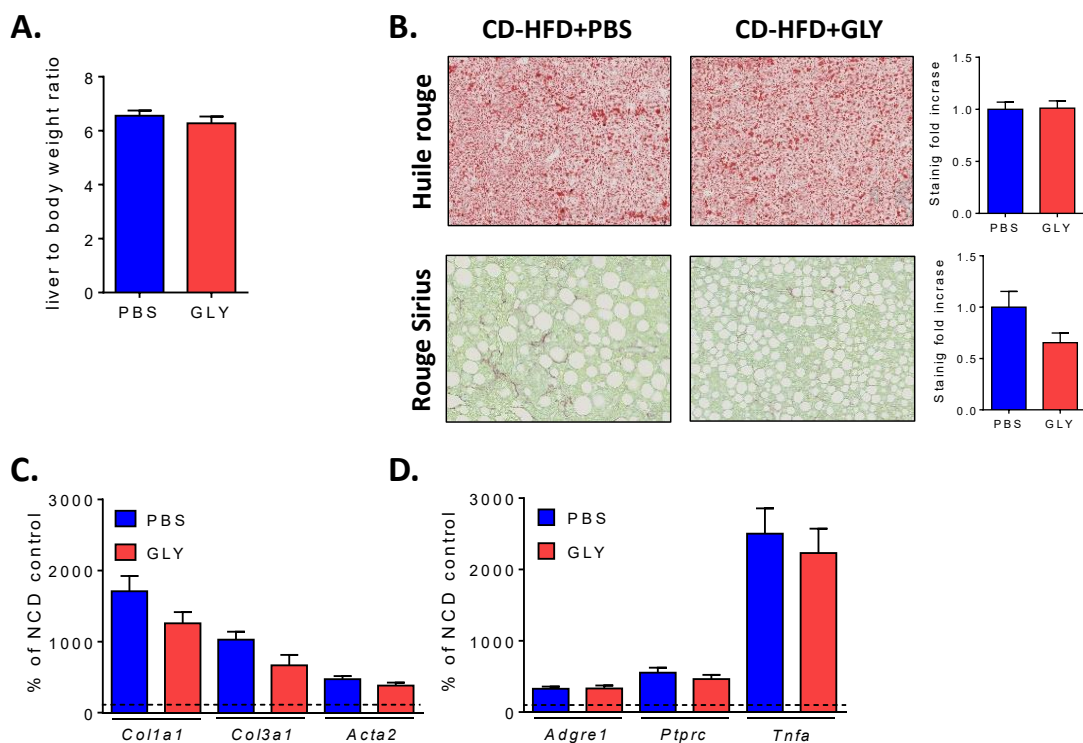 A.
liver to body weight ratio
8
6
4
2
0
PBS GLY
B.
CD-HFD+PBS CD-HFD+GLY
Huile rouge
Stainig fold incrase
1.5
1.0
0.5
0.0
PBS GLY
Rouge Sirius
Stainig fold increase
1.5
1.0
0.5
0.0
PBS GLY
C.
% of NCD control
3000
2000
1000
0
PBS
GLY
Col1a1 Col3a1 Acta2
D.
% of NCD control
3000
2000
1000
0
PBS
GLY
Adgre1 Ptprc Tnfa